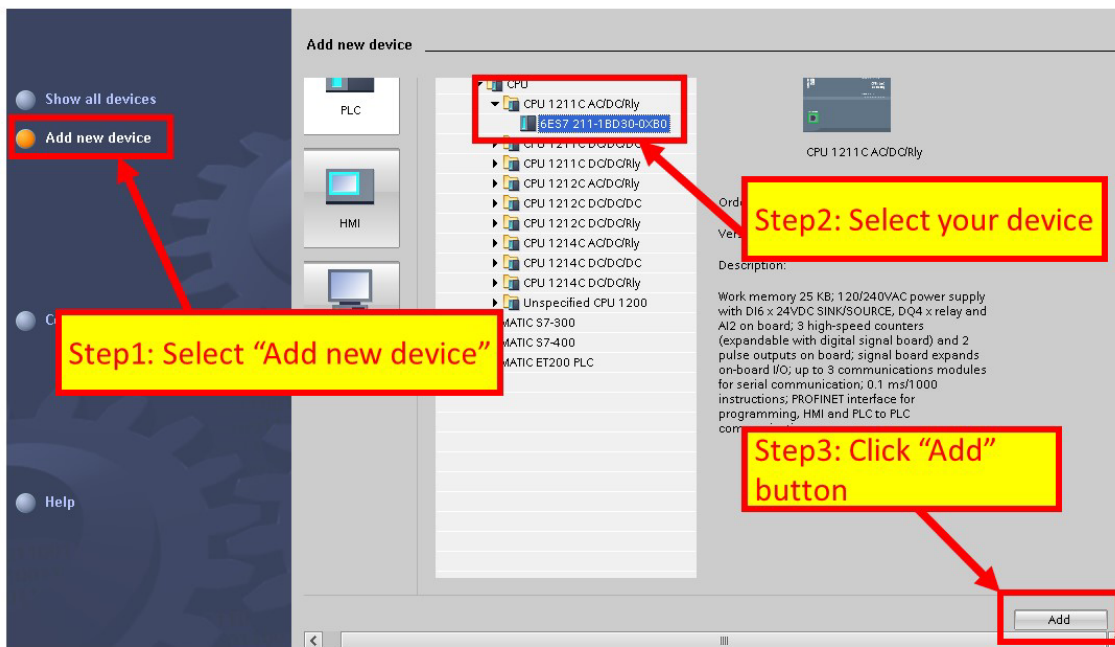 Add new device
Show all devices
Add new device
Help
PLC
HMI
CPU
CPU 1211C AC/DC/Rly
6ES7 211-1BD30-0XB0
CPU 1211C DC/DC/DC
CPU 1211C DC/DC/Rly
CPU 1212C AC/DC/Rly
CPU 1212C DC/DC/DC
CPU 1212C DC/DC/Rly
CPU 1214C AC/DC/Rly
CPU 1214C DC/DC/DC
CPU 1214C DC/DC/Rly
Unspecified CPU 1200
MATIC S7-300
MATIC S7-400
MATIC ET200 PLC
CPU 1211C AC/DC/Rly
Description:
Work memory 25 KB; 120/240VAC power supply
with DI6 x 24VDC SINK/SOURCE, DQ4 x relay and
AI2 on board; 3 high-speed counters
(expandable with digital signal board) and 2
pulse outputs on board; signal board expands
on-board I/O; up to 3 communications modules
for serial communication; 0.1 ms/1000
instructions; PROFINET interface for
programming, HMI and PLC to PLC
Step1: Select “Add new device”
Step2: Select your device
Step3: Click “Add”
button
Add